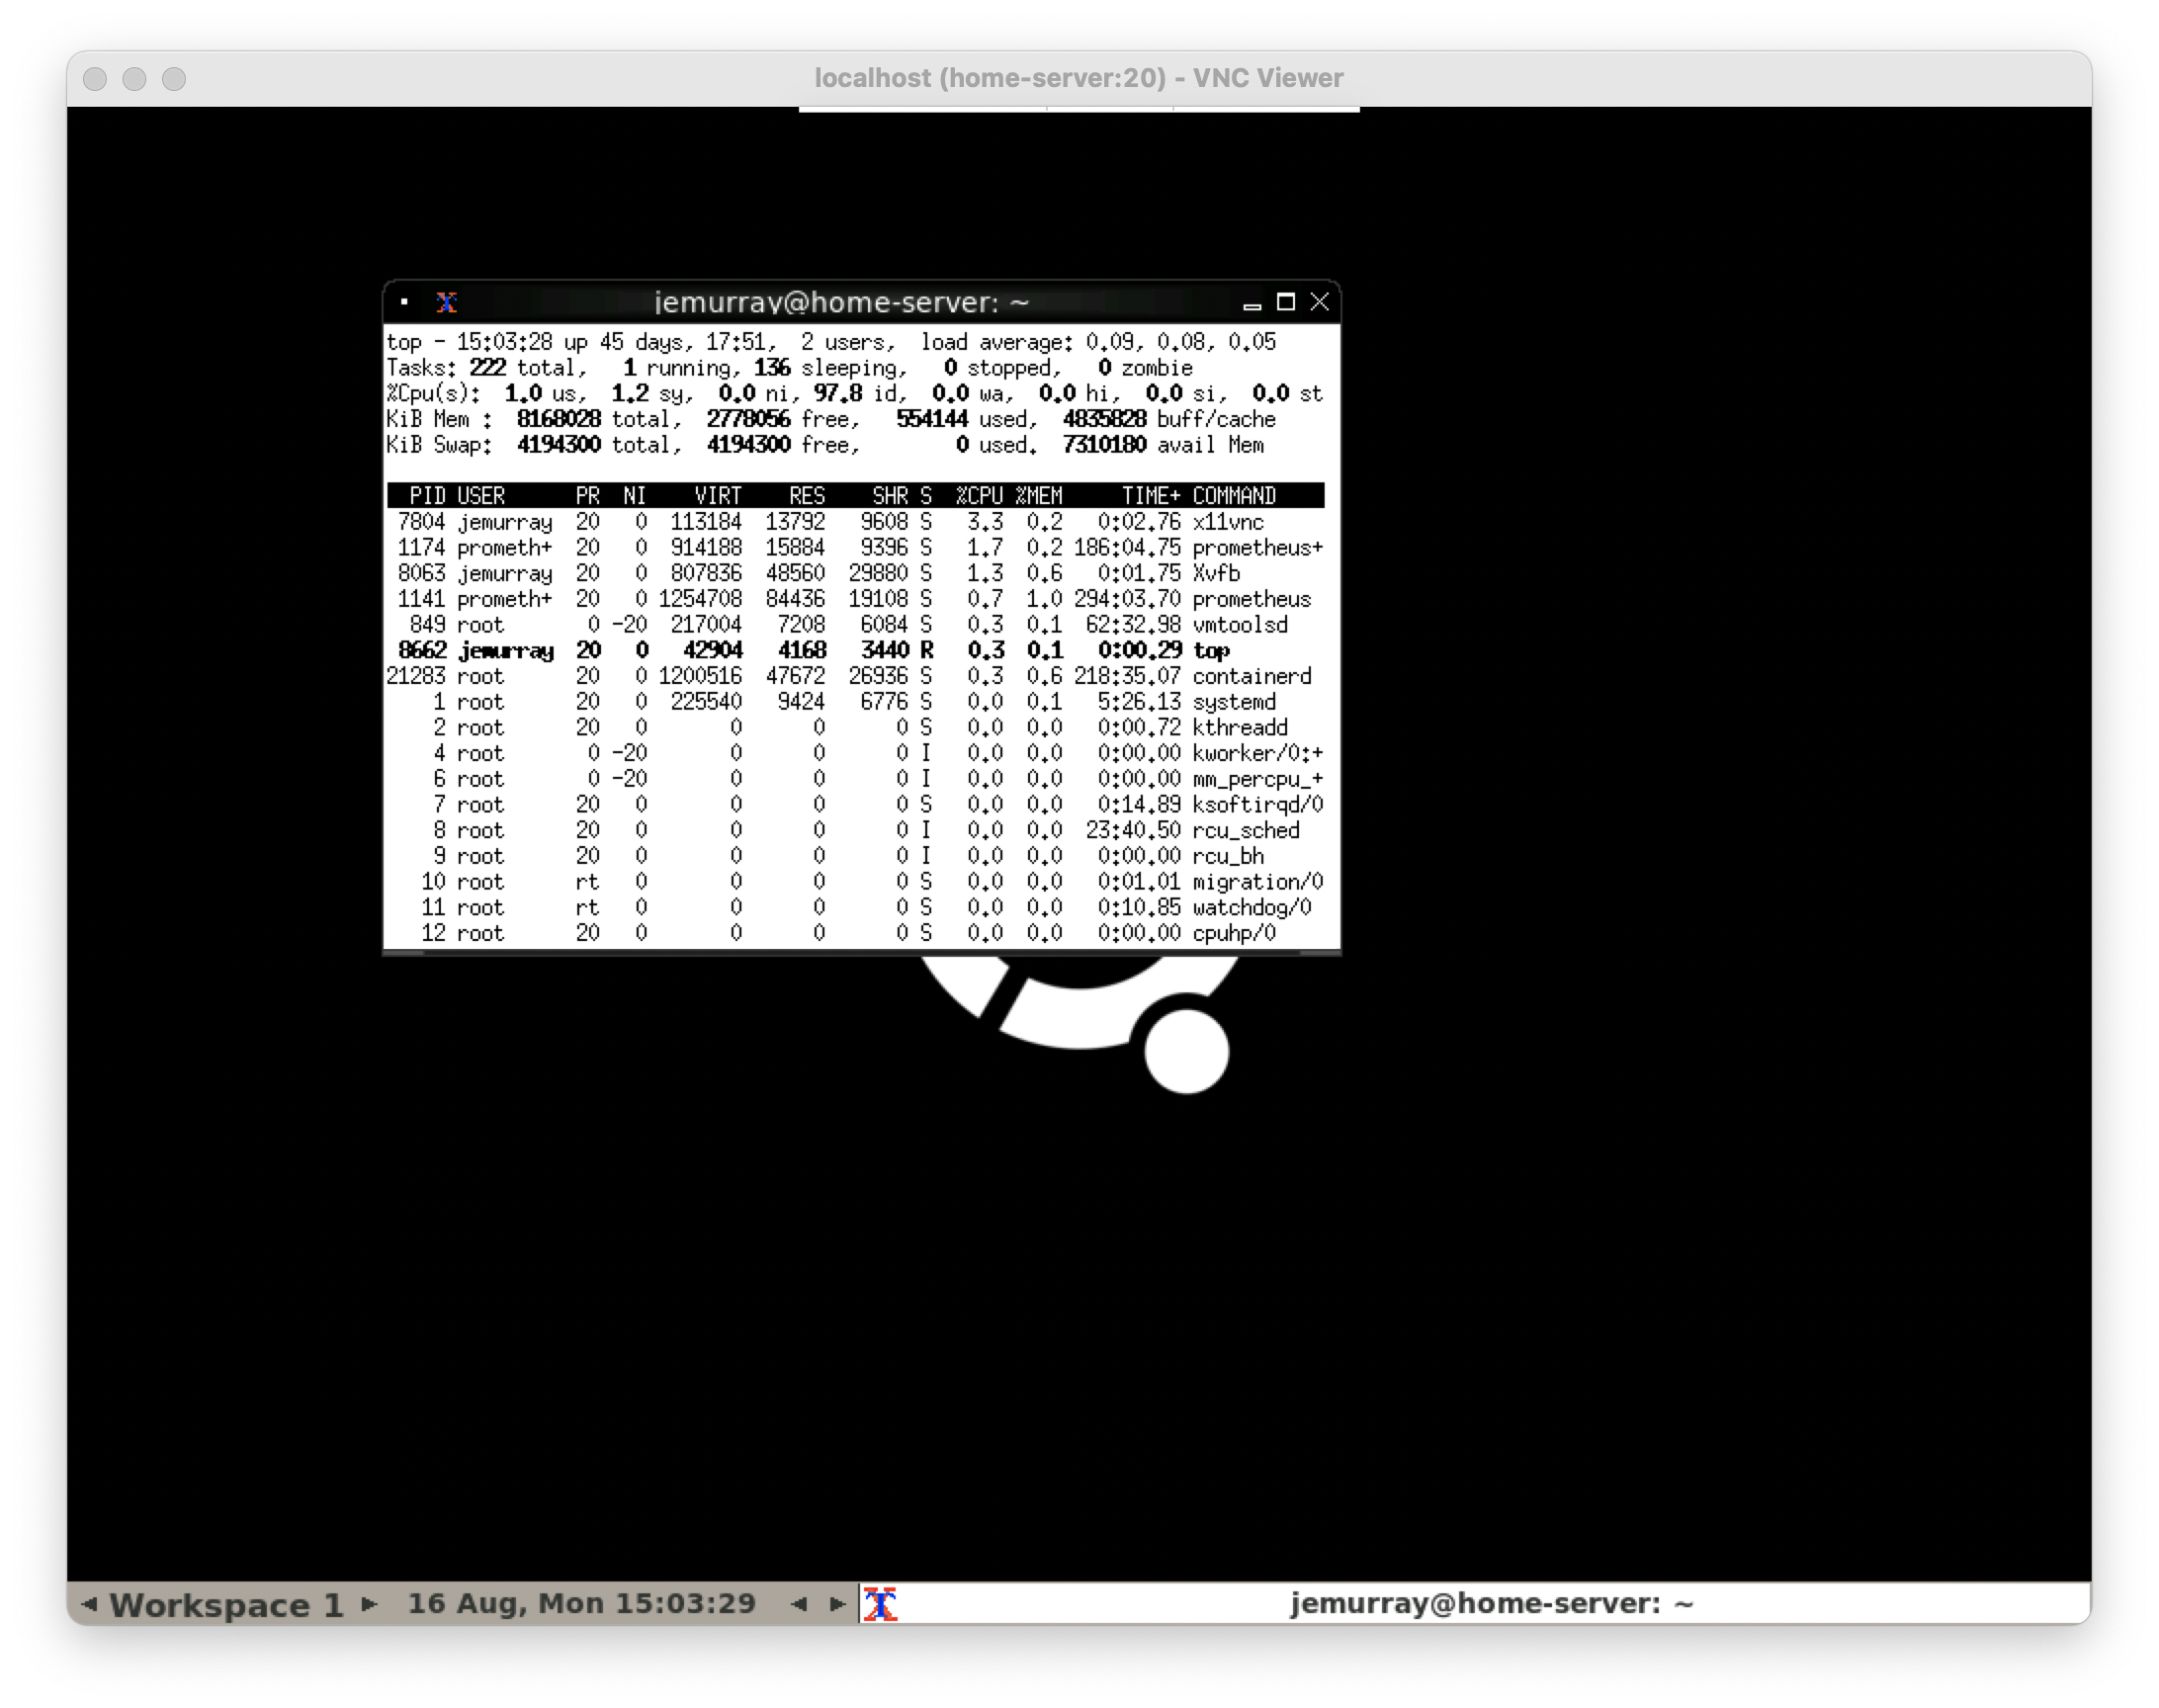 localhost (home-server:20) - VNC Viewer
jemurray@home-server: ~
top - 15:03:28 up 45 days, 17:51,  2 users,  load average: 0.09, 0.08, 0.05
Tasks: 222 total,   1 running, 136 sleeping,   0 stopped,   0 zombie
%Cpu(s):  1.0 us,  1.2 sy,  0.0 ni, 97.8 id,  0.0 wa,  0.0 hi,  0.0 si,  0.0 st
KiB Mem :  8168028 total,  2778056 free,   554144 used,  4835828 buff/cache
KiB Swap:  4194300 total,  4194300 free,        0 used.  7310180 avail Mem
PID USER      PR  NI    VIRT    RES    SHR S  %CPU %MEM     TIME+ COMMAND
7804 jemurray  20   0  113184  13792   9608 S   3.3  0.2   0:02.76 x11vnc
1174 prometh+  20   0  914188  15884   9396 S   1.7  0.2 186:04.75 prometheus+
8063 jemurray  20   0  807836  48560  29880 S   1.3  0.6   0:01.75 Xvfb
1141 prometh+  20   0 1254708  84436  19108 S   0.7  1.0 294:03.70 prometheus
849 root       0 -20  217004   7208   6084 S   0.3  0.1  62:32.98 vmtoolsd
8662 jemurray  20   0   42904   4168   3440 R   0.3  0.1   0:00.29 top
21283 root      20   0 1200516  47672  26936 S   0.3  0.6 218:35.07 containerd
1 root      20   0  225540   9424   6776 S   0.0  0.1   5:26.13 systemd
2 root      20   0       0      0      0 S   0.0  0.0   0:00.72 kthreadd
4 root       0 -20       0      0      0 I   0.0  0.0   0:00.00 kworker/0:+
6 root       0 -20       0      0      0 I   0.0  0.0   0:00.00 mm_percpu_+
7 root      20   0       0      0      0 S   0.0  0.0   0:14.89 ksoftirqd/0
8 root      20   0       0      0      0 I   0.0  0.0  23:40.50 rcu_sched
9 root      20   0       0      0      0 I   0.0  0.0   0:00.00 rcu_bh
10 root      rt   0       0      0      0 S   0.0  0.0   0:01.01 migration/0
11 root      rt   0       0      0      0 S   0.0  0.0   0:10.85 watchdog/0
12 root      20   0       0      0      0 S   0.0  0.0   0:00.00 cpuhp/0
Workspace 1 16 Aug, Mon 15:03:29 jemurray@home-server: ~